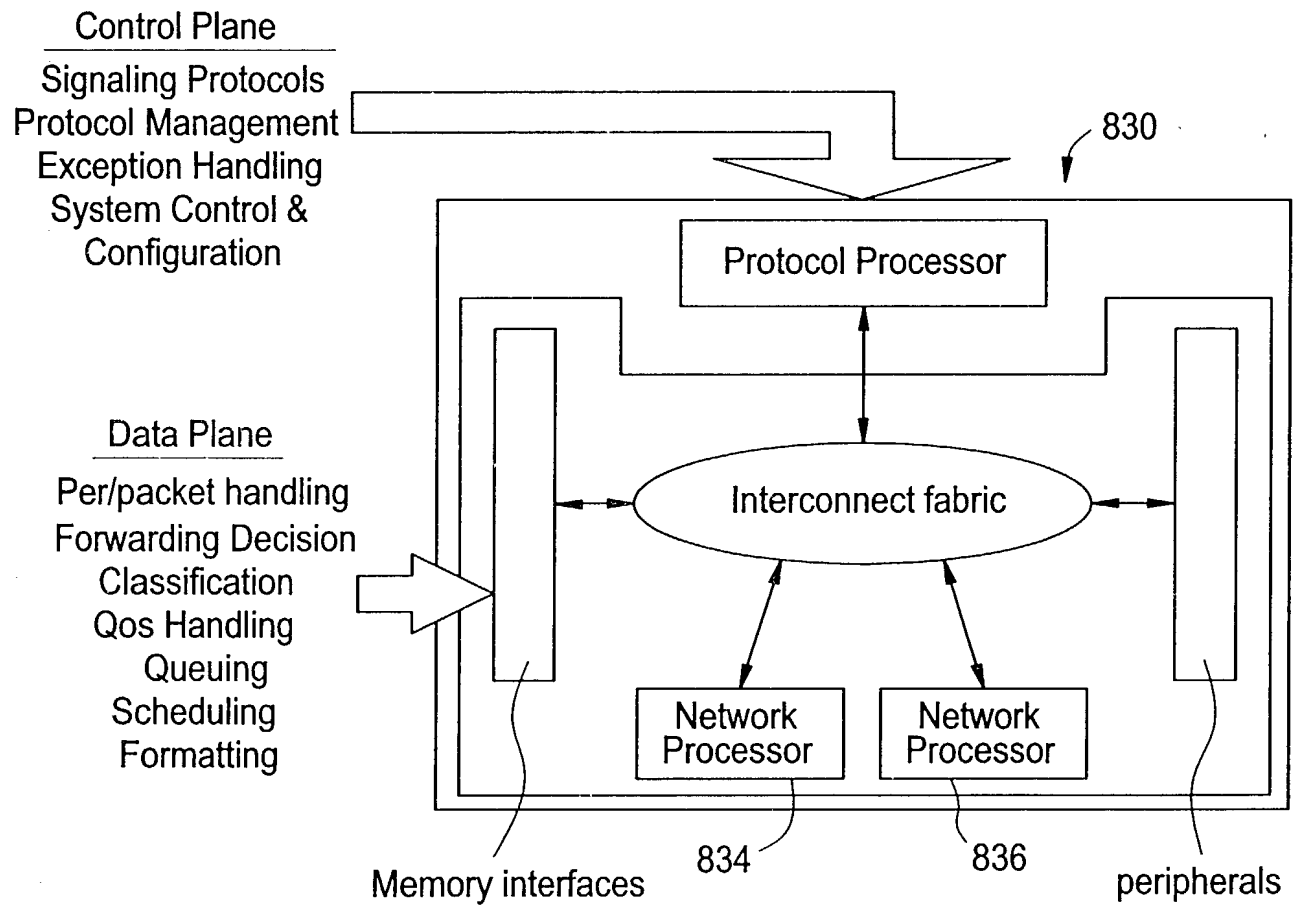 Control Plane
Signaling Protocols
Protocol Management
Exception Handling
System Control &
Configuration
830
Protocol Processor
Data Plane
Per/packet handling
Forwarding Decision
Classification
Qos Handling
Queuing
Scheduling
Formatting
Interconnect fabric
Network
Processor
Network
Processor
834
836
Memory interfaces
peripherals